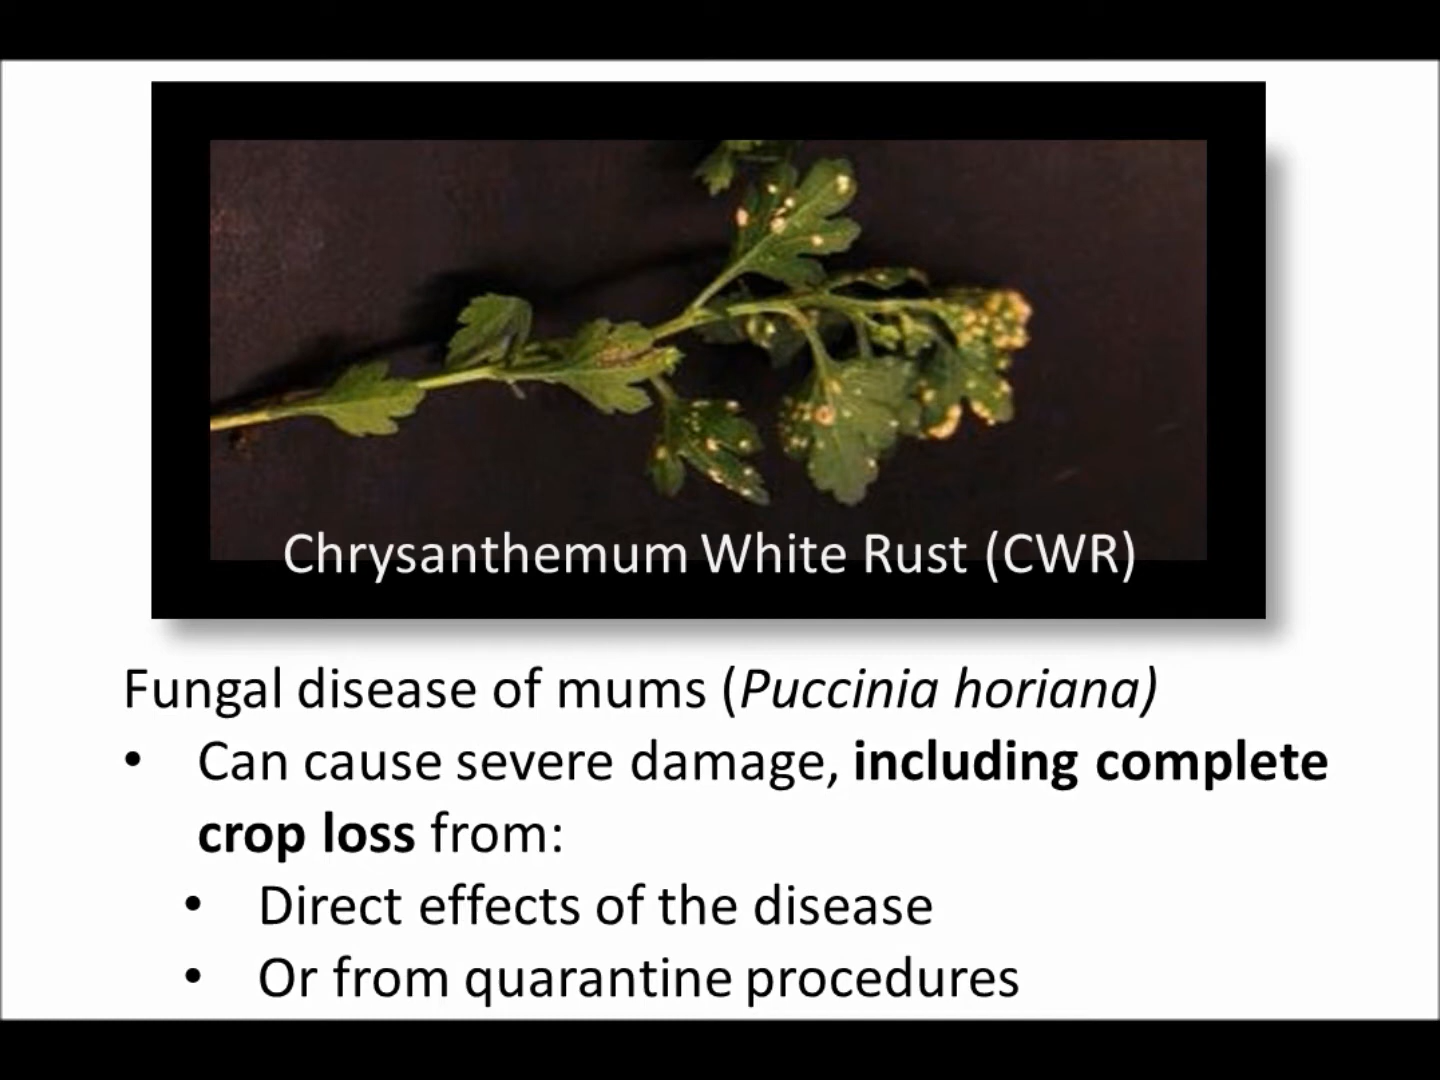 Chrysanthemum White Rust (CWR)
Fungal disease of mums (Puccinia horiana)
• Can cause severe damage, including complete
crop loss from:
• Direct effects of the disease
• Or from quarantine procedures